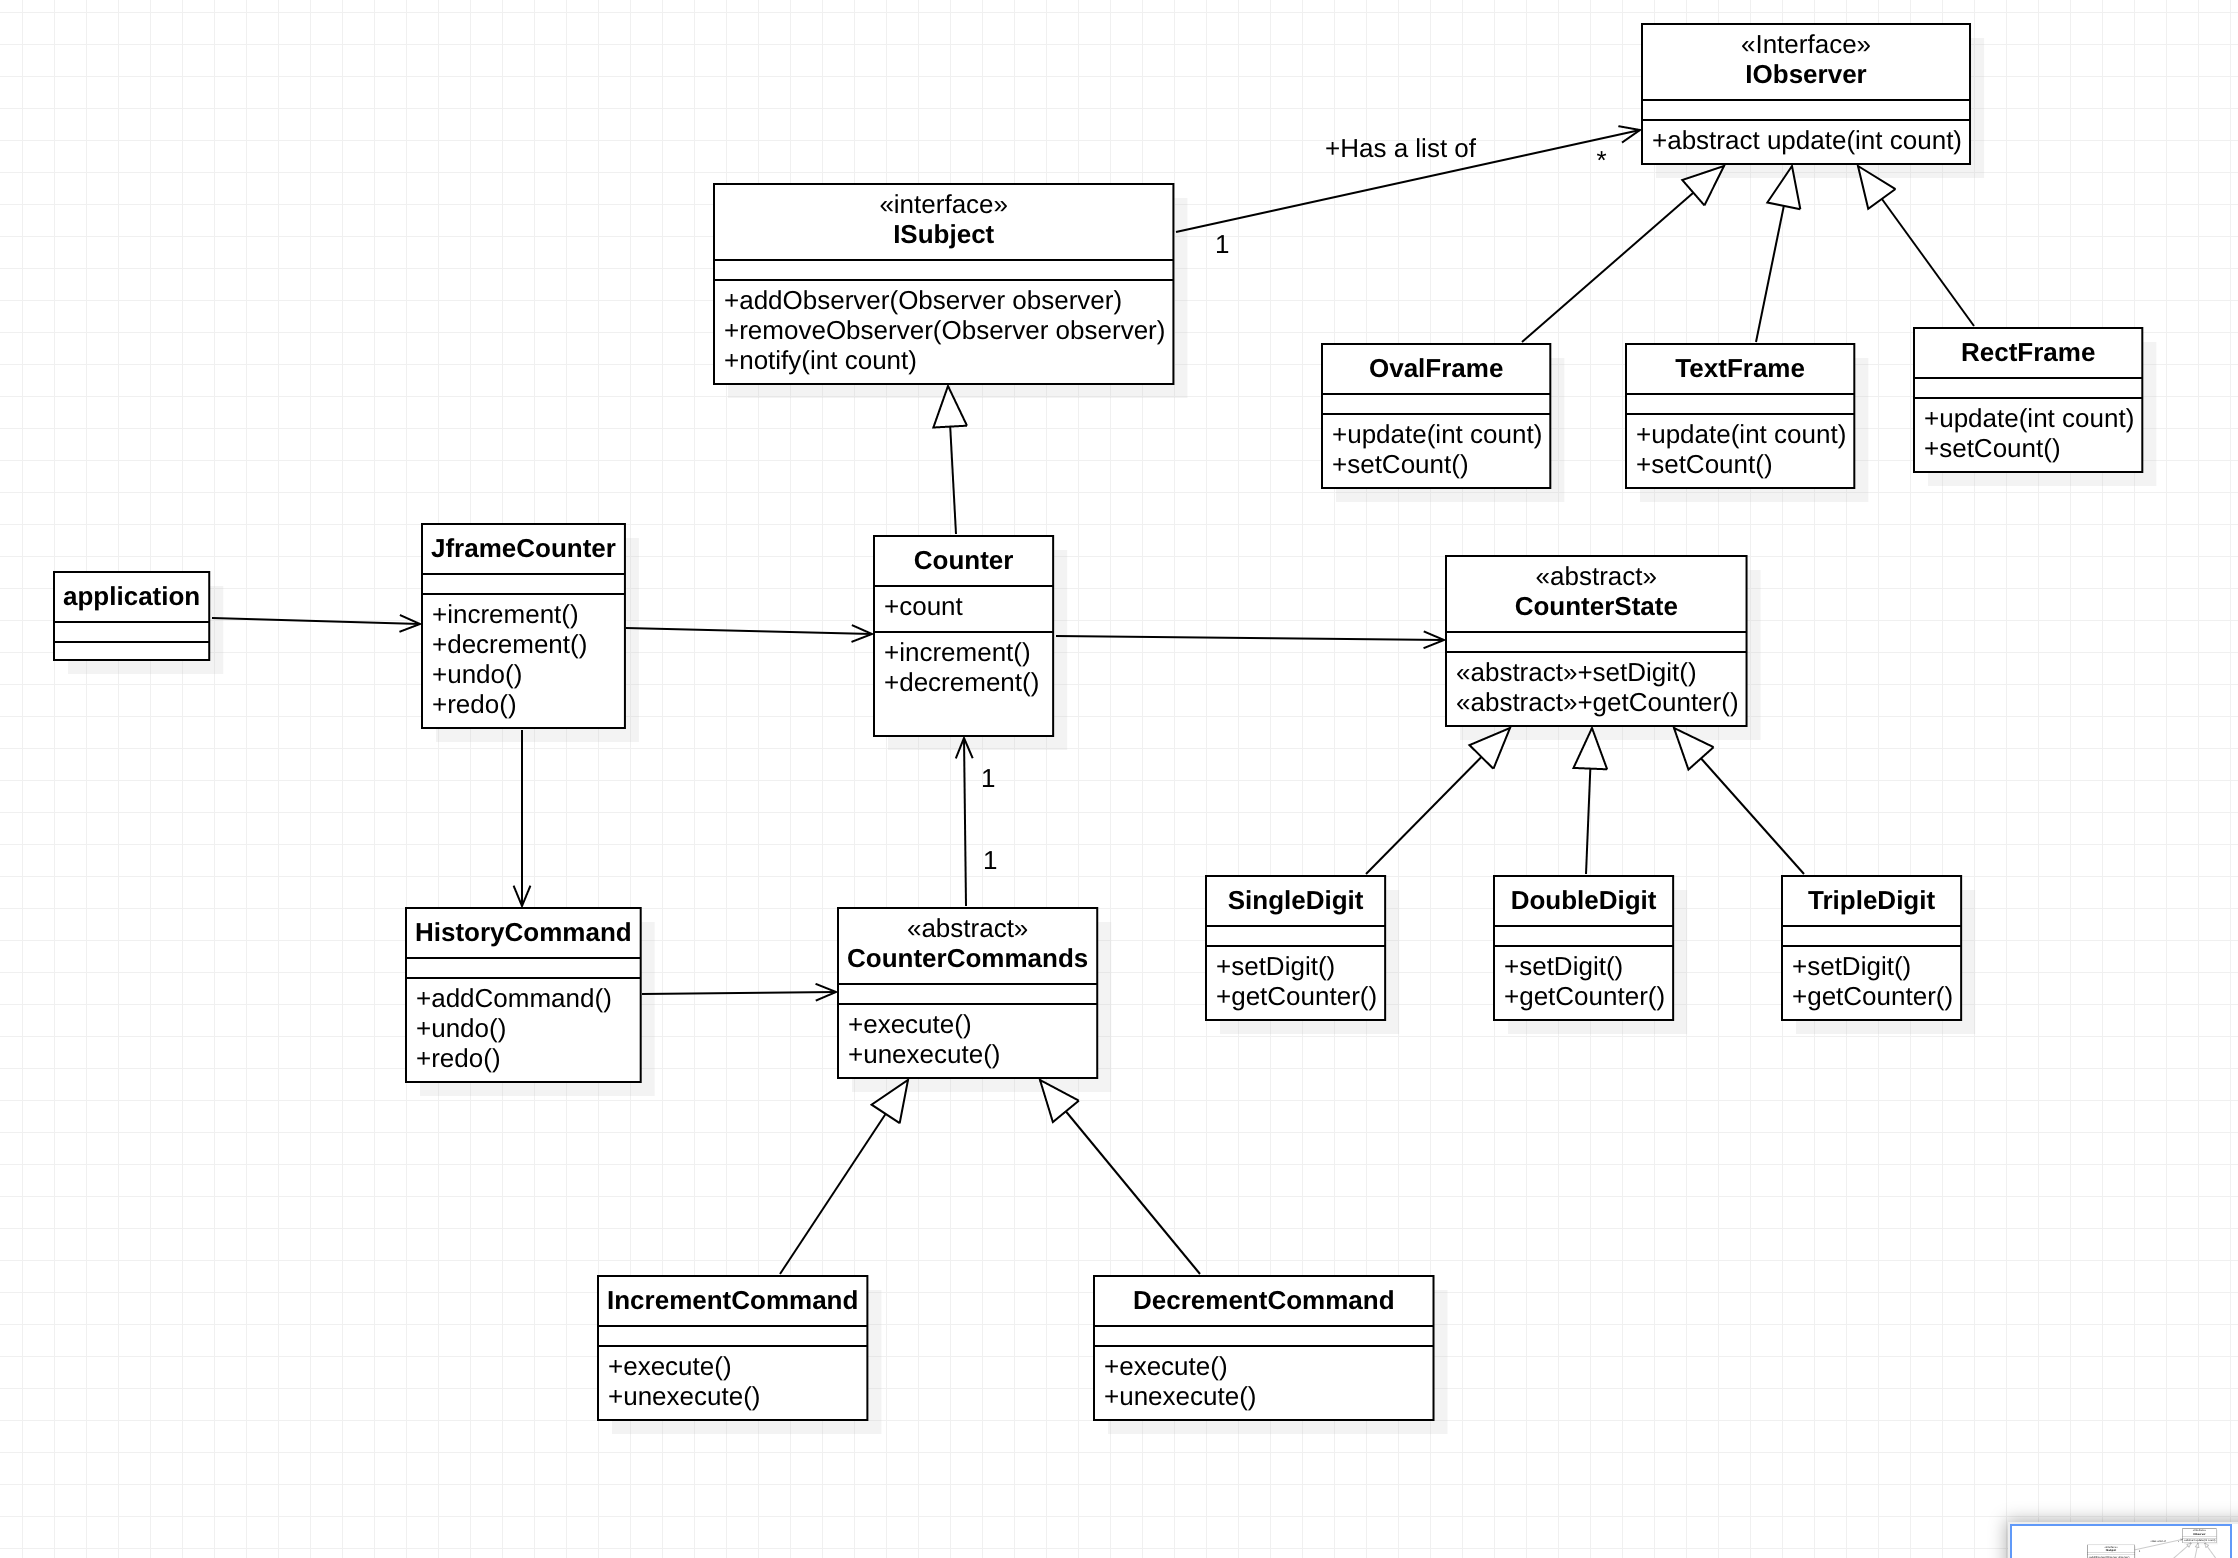 «Interface»
IObserver
+abstract update(int count)
+Has a list of
*
1
«interface»
ISubject
+addObserver(Observer observer)
+removeObserver(Observer observer)
+notify(int count)
OvalFrame
+update(int count)
+setCount()
TextFrame
+update(int count)
+setCount()
RectFrame
+update(int count)
+setCount()
application
JframeCounter
+increment()
+decrement()
+undo()
+redo()
Counter
+count
+increment()
+decrement()
«abstract»
CounterState
«abstract»+setDigit()
«abstract»+getCounter()
1
1
HistoryCommand
+addCommand()
+undo()
+redo()
«abstract»
CounterCommands
+execute()
+unexecute()
SingleDigit
+setDigit()
+getCounter()
DoubleDigit
+setDigit()
+getCounter()
TripleDigit
+setDigit()
+getCounter()
IncrementCommand
+execute()
+unexecute()
DecrementCommand
+execute()
+unexecute()